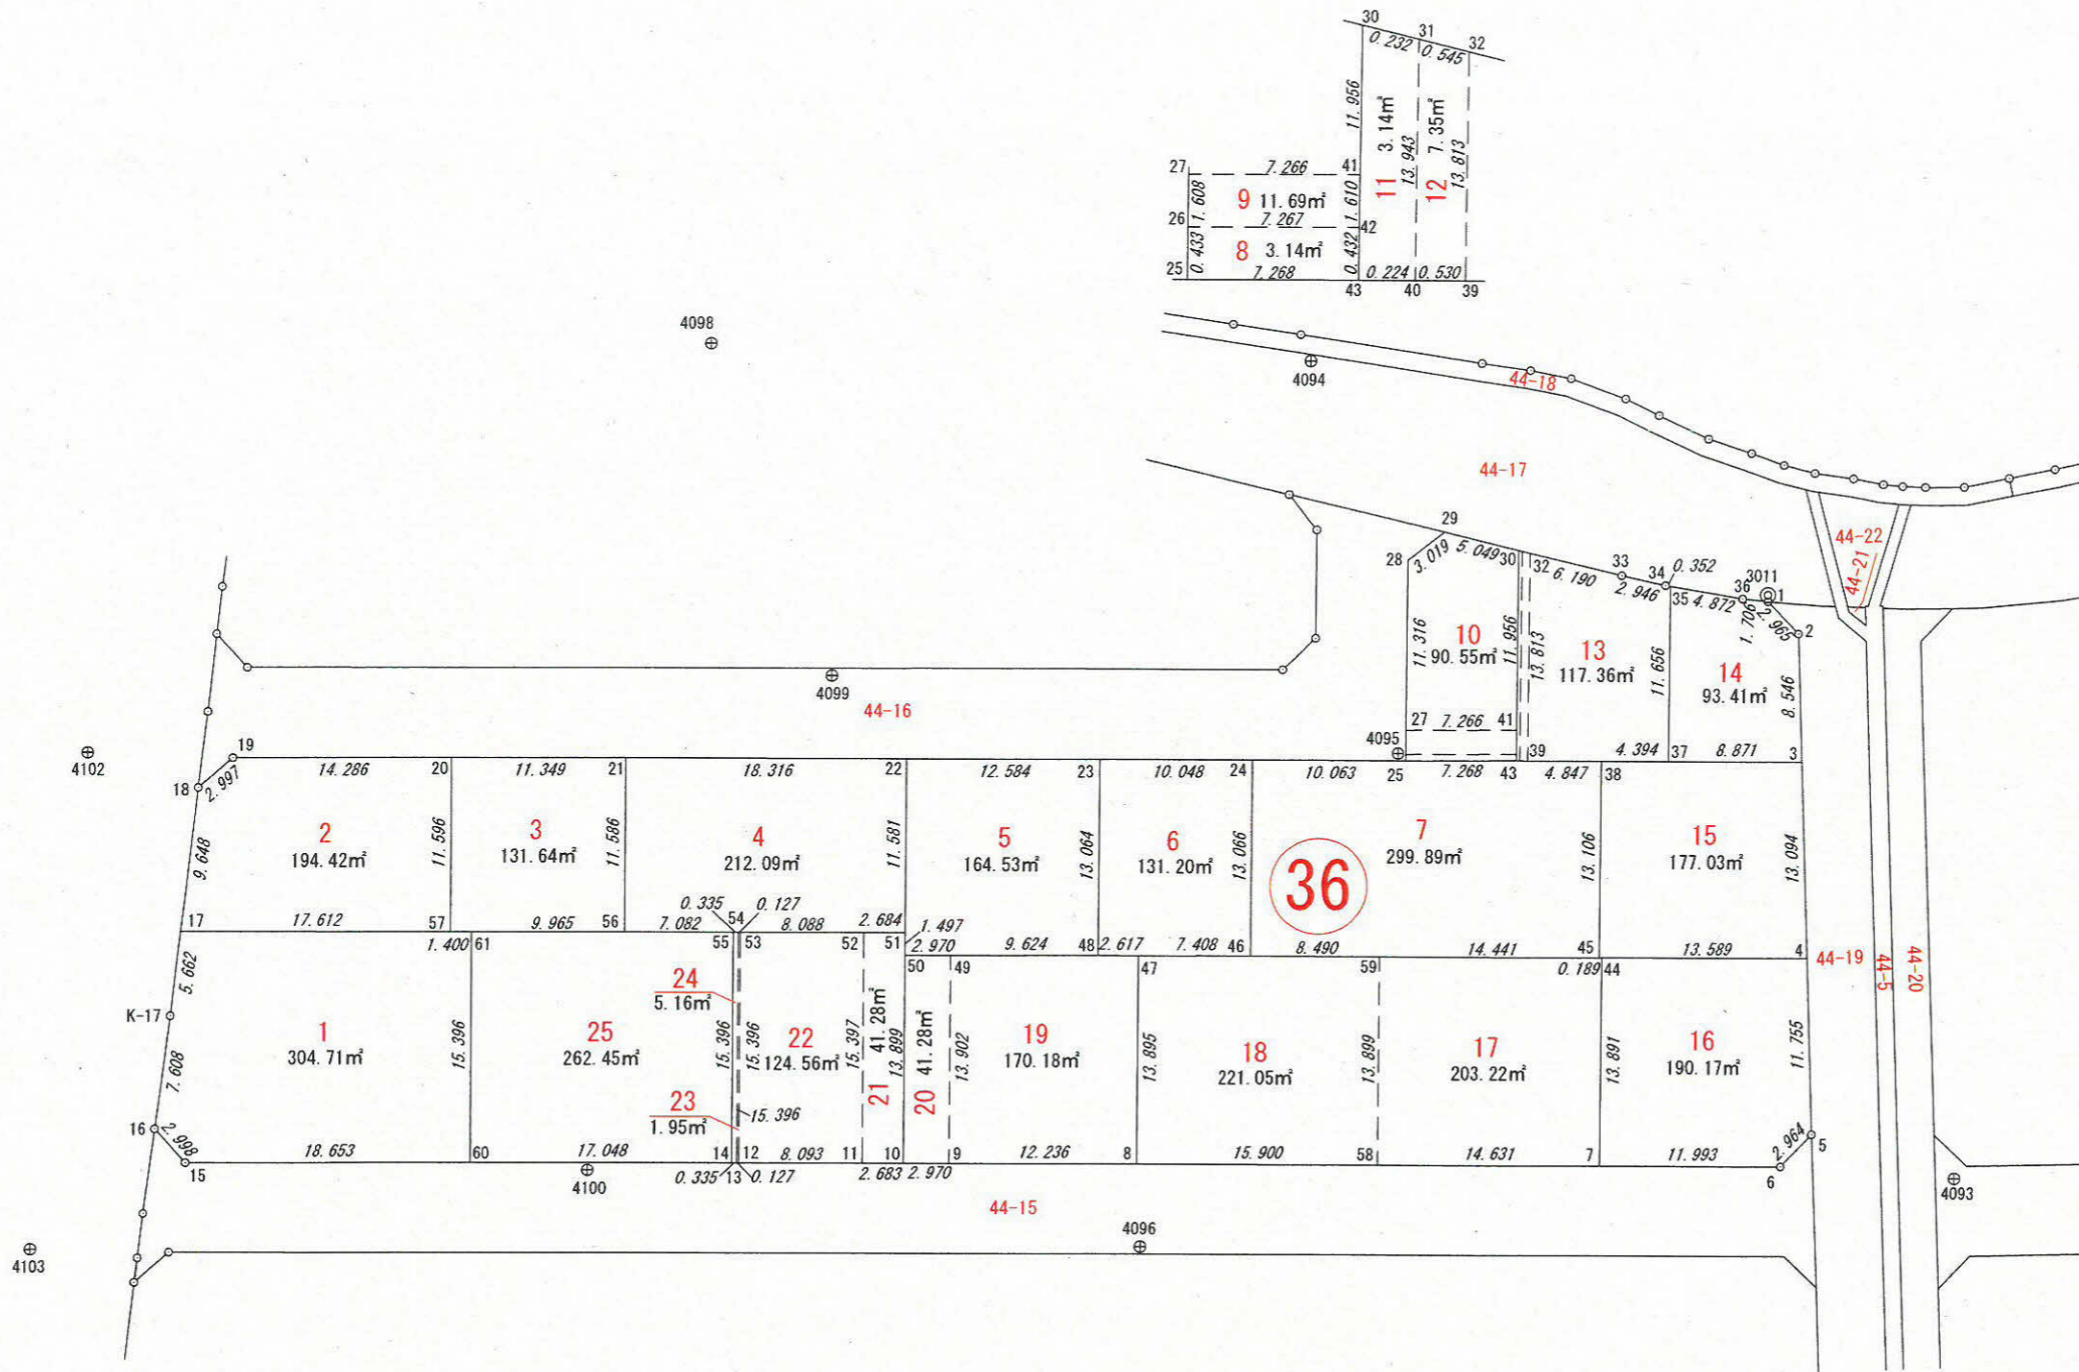 30 31 32
0.232 0.545
11.956 3.14㎡ 13.943 7.35㎡ 13.813
11 12
27 7.266 41
1.608 9 11.69㎡ 1.610
26 7.267 42
0.433 8 3.14㎡ 0.432
25 7.268 0.224 0.530
43 40 39
4098
4094
44-18
44-17
29
28 3.019 5.049 30 32 6.190 33 34 0.352
2.946 35 4.872 36 3011 1
1.706 2.965 2
44-22
44-21
11.316 10 11.956 13.813 13 11.656 14 8.546
90.55㎡ 117.36㎡ 93.41㎡
4099
44-16
27 7.266 41
4095 39 4.394 37 8.871 3
4102
19
18 2.997
14.286 20 11.349 21 18.316 22 12.584 23 10.048 24 10.063 25 7.268 43 4.847 38
9.648 2 11.596 3 11.586 4 11.581 5 13.064 6 13.066 7 13.106 15 13.094
194.42㎡ 131.64㎡ 212.09㎡ 164.53㎡ 131.20㎡ 299.89㎡ 177.03㎡
36
0.335 54 0.127
17 17.612 57 9.965 56 7.082 8.088 2.684 1.497
1.400 61 55 53 52 51 2.970 9.624 48 2.617 7.408 46 8.490 14.441 45 13.589 4
50 49 47 59 0.189 44
44-19 44-5 44-20
5.662
K-17
24
5.16㎡
1 15.396 25 15.396 15.396 22 15.397 41.28㎡ 13.899 41.28㎡ 13.902 19 13.895 18 13.899 17 13.891 16 11.755
304.71㎡ 262.45㎡ 124.56㎡ 170.18㎡ 221.05㎡ 203.22㎡ 190.17㎡
7.608
21 20
23
1.95㎡
15.396
16 2.998
15 18.653 60 17.048 14 12 8.093 11 10 9 12.236 8 15.900 58 14.631 7 11.993 2.964 5
6
4100 0.335 13 0.127 2.683 2.970
4093
44-15
4096
4103